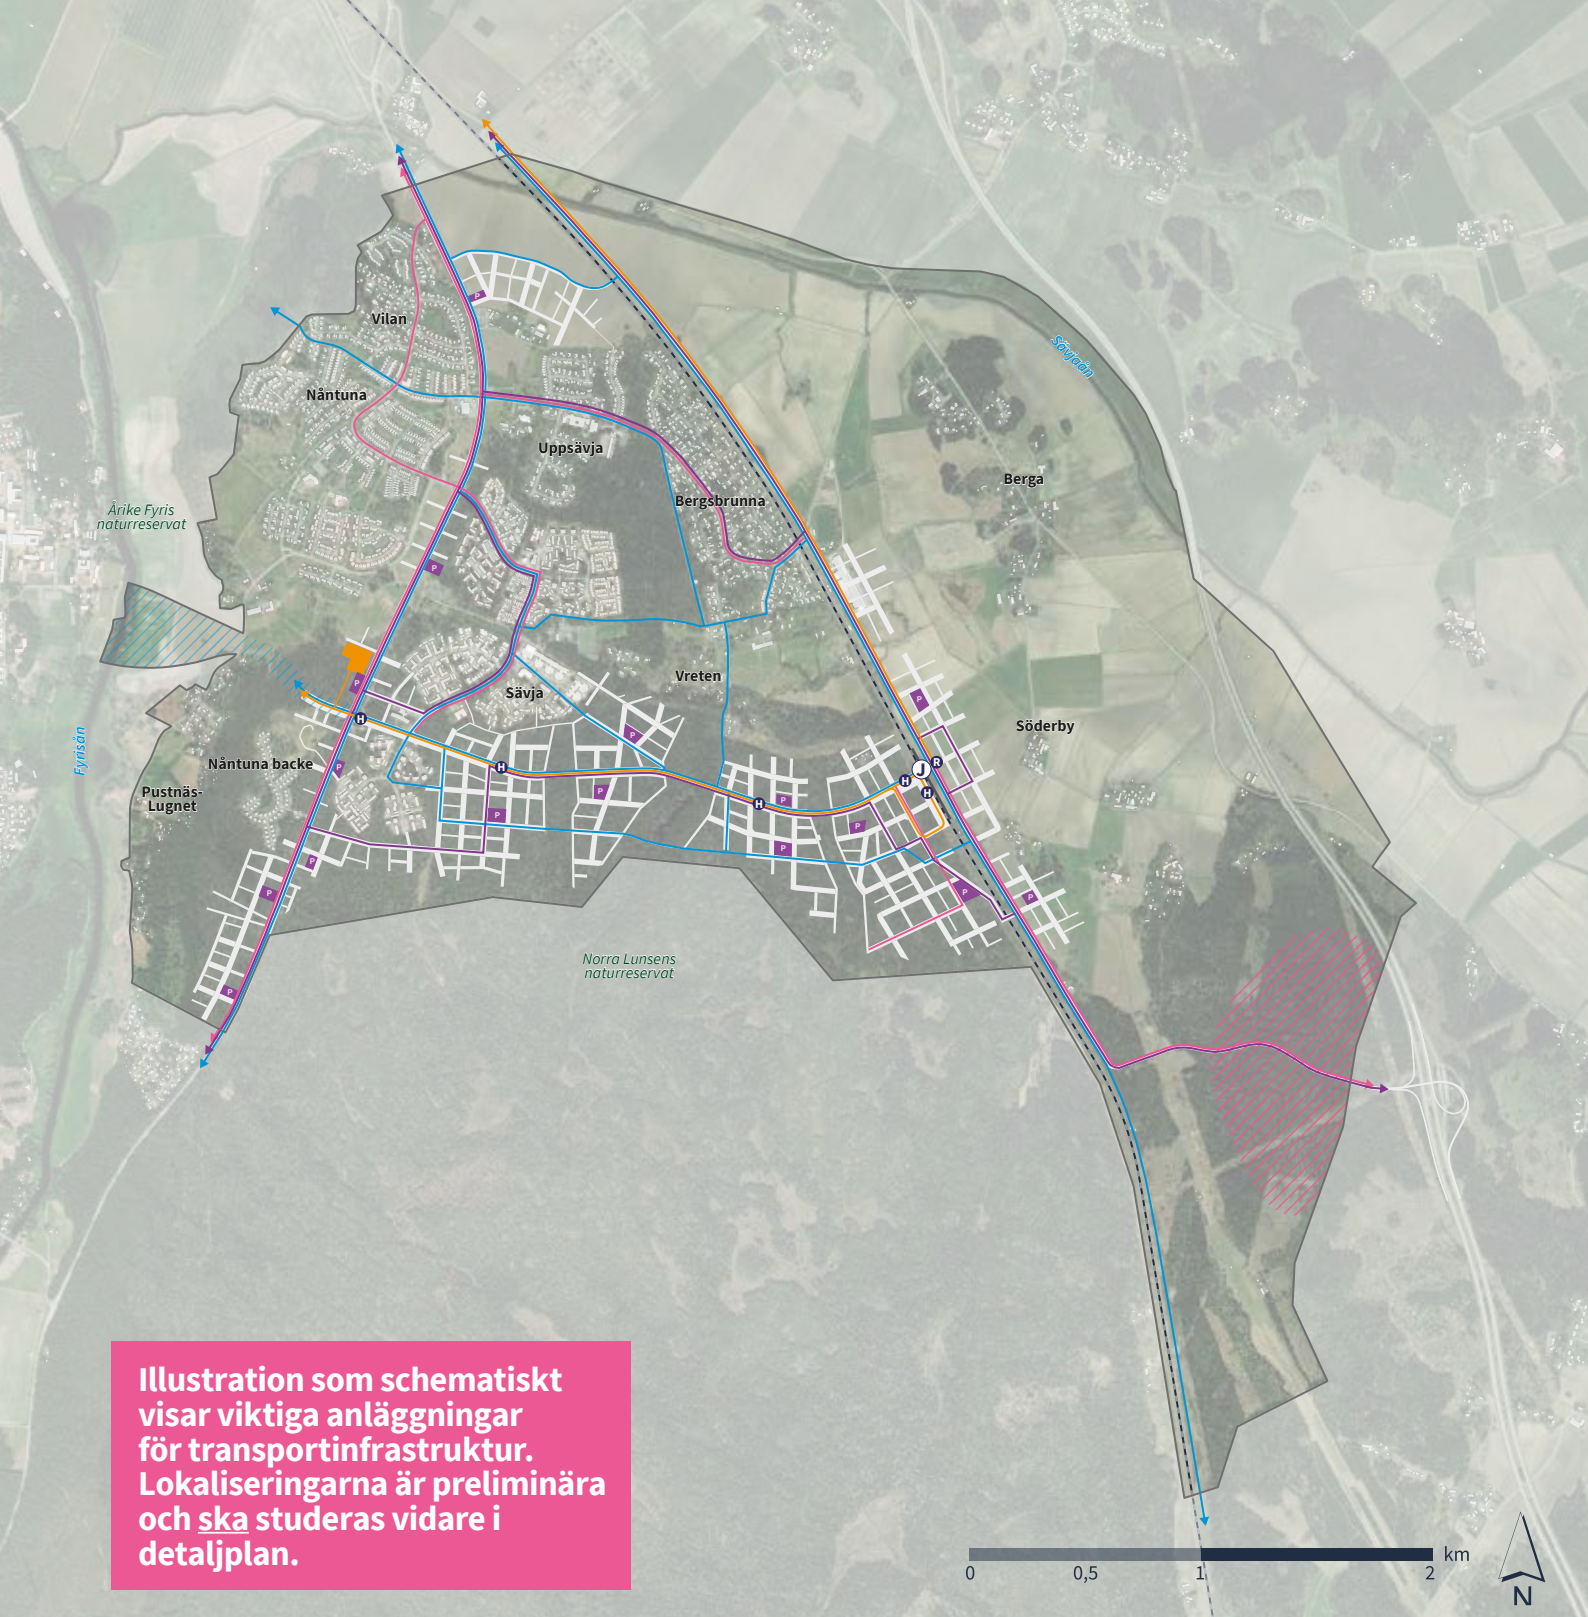 Sävjaån
Vilan
Nåntuna
Uppsävja
Bergsbrunna
Berga
Årike Fyris
naturreservat
P
P
Vreten
Sävja
P
P
H
P
Söderby
Fyrisån
Nåntuna backe
P
H
J
R
H
H
Pustnäs-
Lugnet
P
H
P
P
P
P
P
P
P
P
P
Norra Lunsens
naturreservat
P
Illustration som schematiskt
visar viktiga anläggningar
för transportinfrastruktur.
Lokaliseringarna är preliminära
och ska studeras vidare i
detaljplan.
km
0
0,5
1
2
N